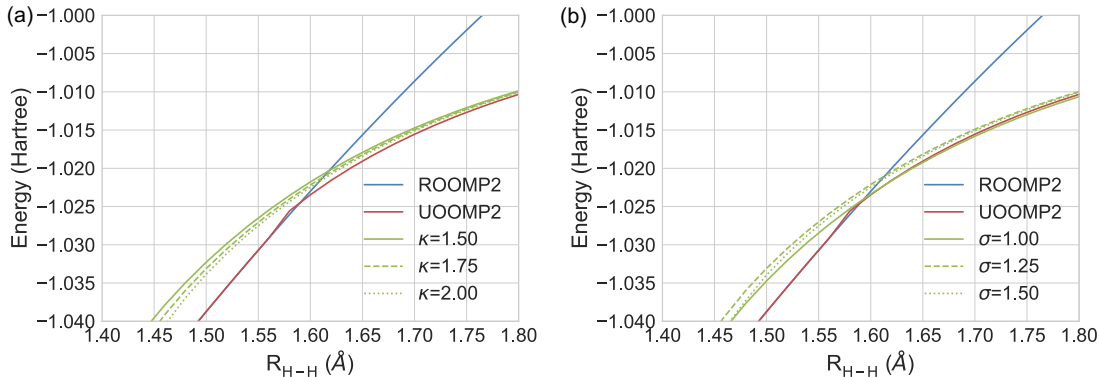 (a)
Energy (Hartree)
−1.000
−1.005
−1.010
−1.015
−1.020
−1.025
−1.030
−1.035
−1.040
ROOMP2
UOOMP2
κ=1.50
κ=1.75
κ=2.00
1.40 1.45 1.50 1.55 1.60 1.65 1.70 1.75 1.80
R_H−H (Å)
(b)
Energy (Hartree)
−1.000
−1.005
−1.010
−1.015
−1.020
−1.025
−1.030
−1.035
−1.040
ROOMP2
UOOMP2
σ=1.00
σ=1.25
σ=1.50
1.40 1.45 1.50 1.55 1.60 1.65 1.70 1.75 1.80
R_H−H (Å)